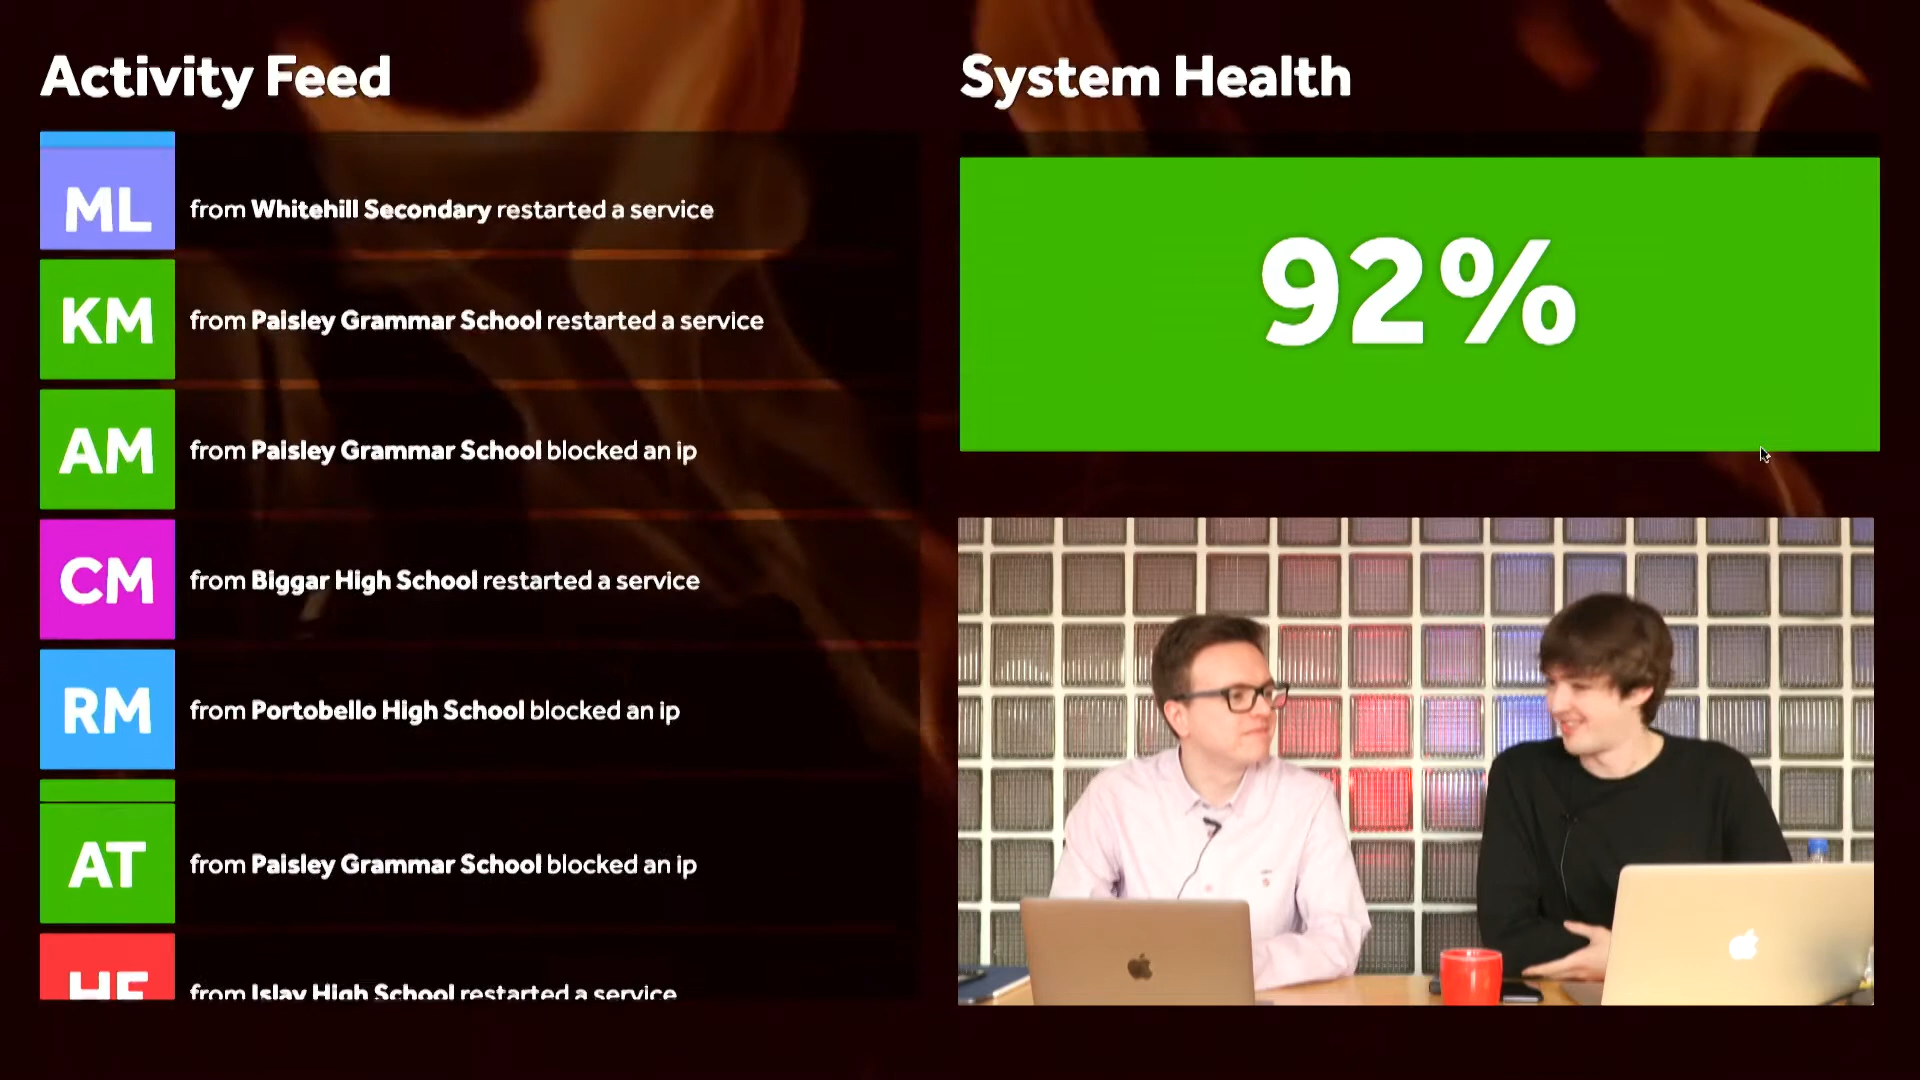 Activity Feed
ML from Whitehill Secondary restarted a service
KM from Paisley Grammar School restarted a service
AM from Paisley Grammar School blocked an ip
CM from Biggar High School restarted a service
RM from Portobello High School blocked an ip
AT from Paisley Grammar School blocked an ip
from Islay High School restarted a service
System Health
92%